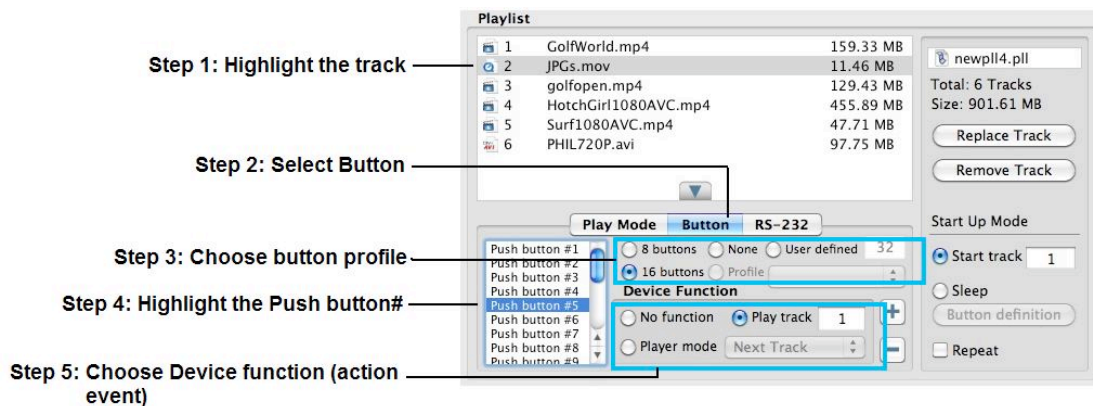 Playlist
1 GolfWorld.mp4 159.33 MB
2 JPGs.mov 11.46 MB
3 golfopen.mp4 129.43 MB
4 HotchGirl1080AVC.mp4 455.89 MB
5 Surf1080AVC.mp4 47.71 MB
6 PHIL720P.avi 97.75 MB
newpll4.pll
Total: 6 Tracks
Size: 901.61 MB
Replace Track
Remove Track
Step 1: Highlight the track
Step 2: Select Button
Step 3: Choose button profile
Step 4: Highlight the Push button#
Step 5: Choose Device function (action
event)
Play Mode Button RS-232
Push button #1
Push button #2
Push button #3
Push button #4
Push button #5
Push button #6
Push button #7
Push button #8
Push button #9
8 buttons None User defined 32
16 buttons Profile
Device Function
No function Play track 1
Player mode Next Track
Start Up Mode
Start track 1
Sleep
Button definition
Repeat